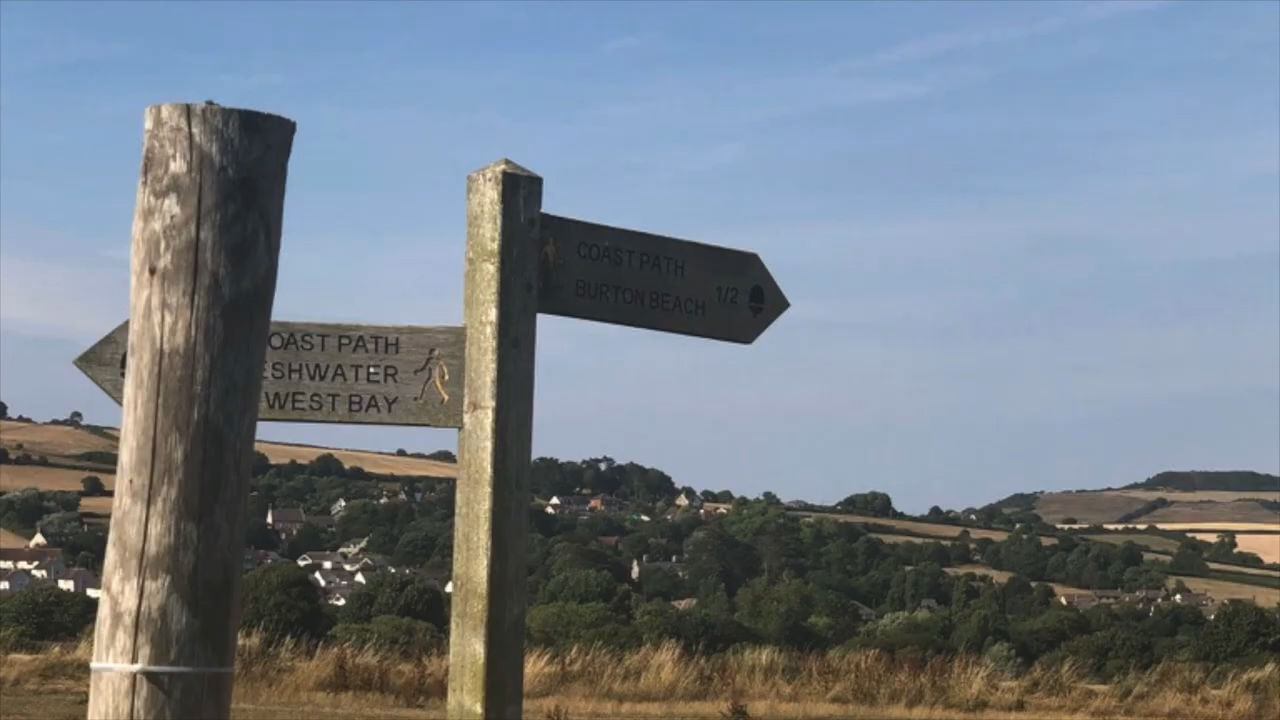 COAST PATH
BURTON BEACH 1/2
OAST PATH
ESHWATER
WEST BAY